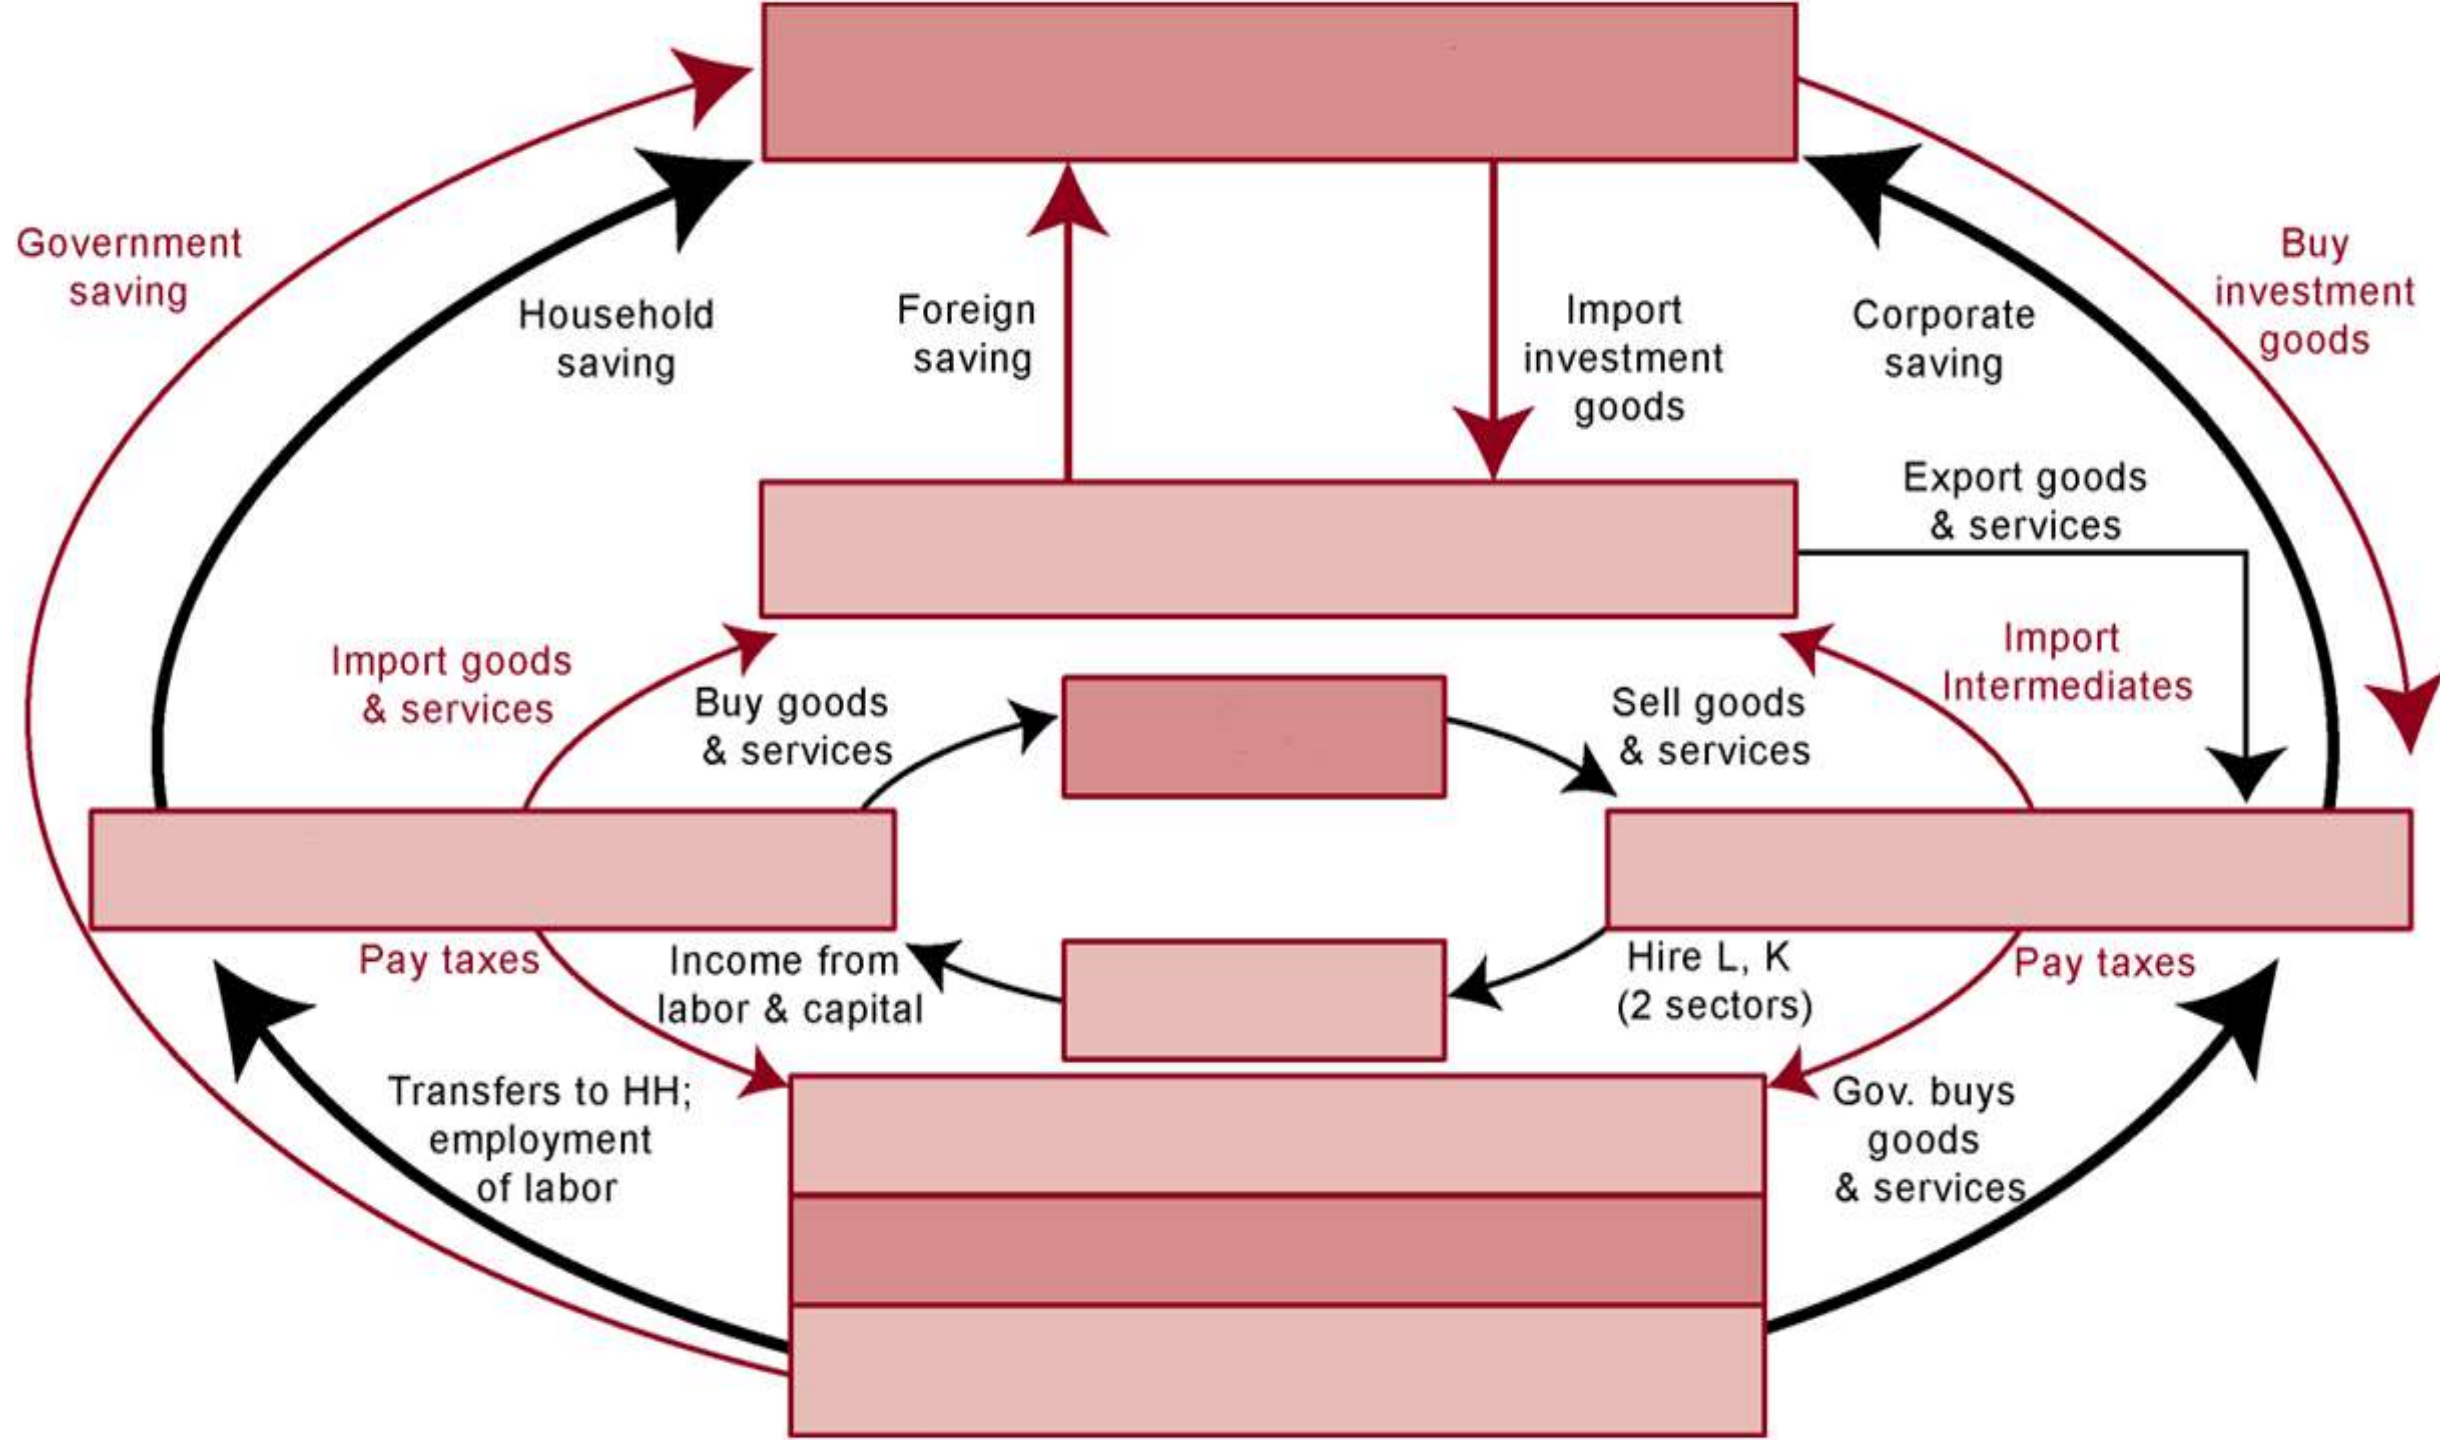 Government
saving
Household
saving
Foreign
saving
Import
investment
goods
Corporate
saving
Buy
investment
goods
Export goods
& services
Import goods
& services
Buy goods
& services
Sell goods
& services
Import
Intermediates
Pay taxes
Income from
labor & capital
Hire L, K
(2 sectors)
Pay taxes
Transfers to HH;
employment
of labor
Gov. buys
goods
& services